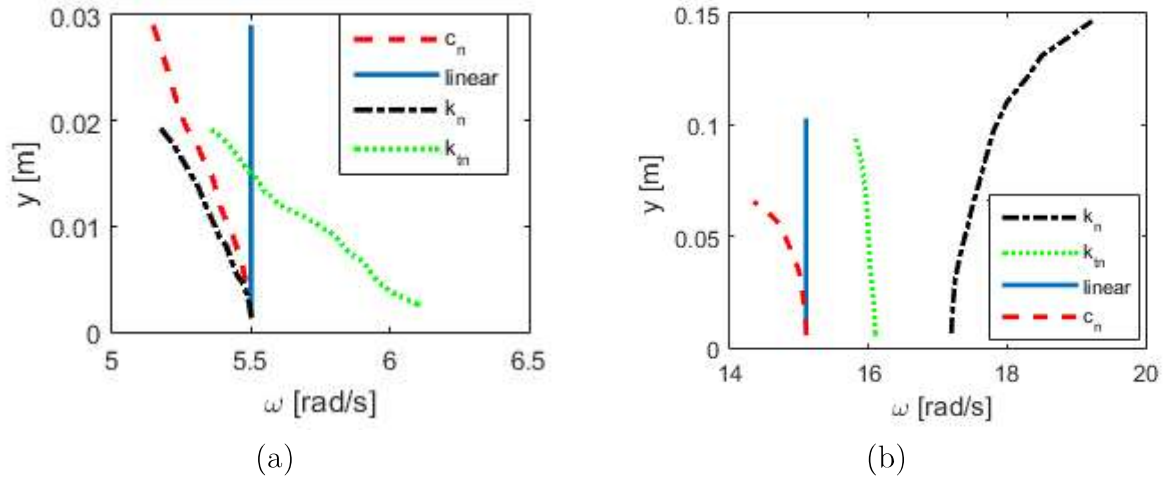 0.03
0.02
0.01
0
y [m]
5
5.5
6
6.5
ω [rad/s]
c_n
linear
k_n
k_tn
(a)
0.15
0.1
0.05
0
y [m]
14
16
18
20
ω [rad/s]
k_n
k_tn
linear
c_n
(b)